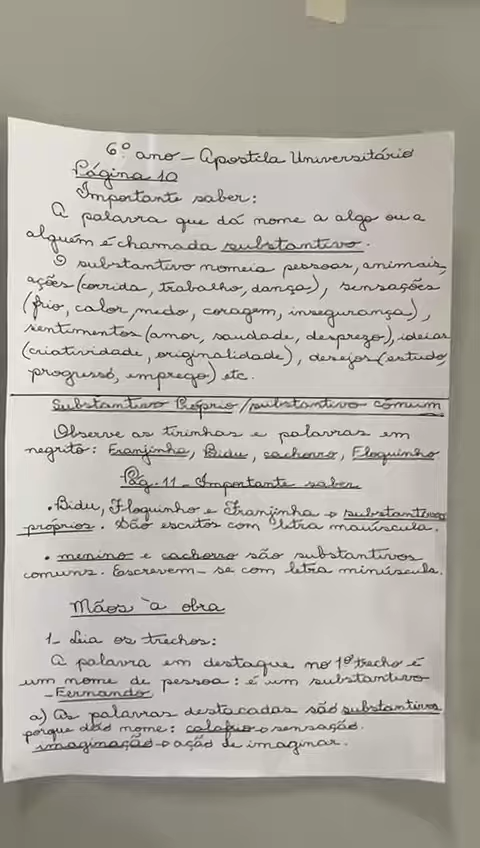 6º ano - Apostila Universitário
Página 10
Importante saber:
A palavra que dá nome a algo ou a
alguém é chamada substantivo.
O substantivo nomeia pessoas, animais,
ações (corrida, trabalho, dança), sensações
(frio, calor, medo, coragem, insegurança),
sentimentos (amor, saudade, desprezo), ideias
(criatividade, originalidade), desejos (estudo,
progresso, emprego) etc.
Substantivo Próprio/substantivo comum
Observe as tirinhas e palavras em
negrito: Franjinha, Bidu, cachorro, Floquinho
Pág. 11 - Importante saber
• Bidu, Floquinho e Franjinha → substantivos
próprios. São escritos com letra maiúscula.
• menino e cachorro são substantivos
comuns. Escrevem-se com letra minúscula.
Mãos à obra
1- Leia os trechos:
A palavra em destaque no 1º trecho é
um nome de pessoa: é um substantivo
- Fernando
a) As palavras destacadas são substantivos
porque dão nome: calafrio → sensação.
imaginação → ação de imaginar.